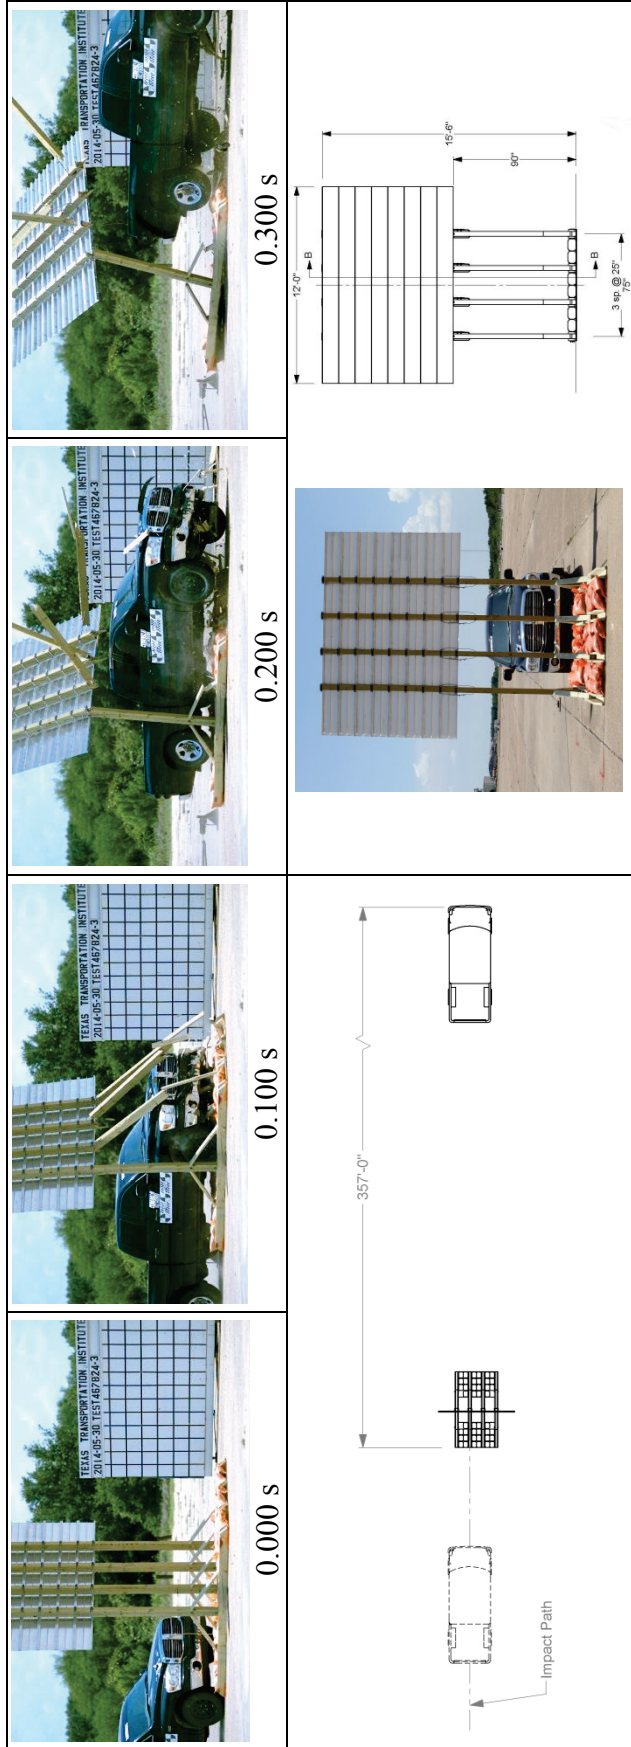 TEXAS TRANSPORTATION INSTITUTE
2014-05-30 TEST467824-3
0.000 s
TEXAS TRANSPORTATION INSTITUTE
2014-05-30 TEST467824-3
0.100 s
TRANSPORTATION INSTITUTE
2014-05-30 TEST467824-3
0.200 s
TRANSPORTATION INSTITUTE
2014-05-30 TEST467824-3
0.300 s
Impact Path
357'-0"
12'-0"
B
B
15'-6"
90"
3 sp. @ 25"
75"